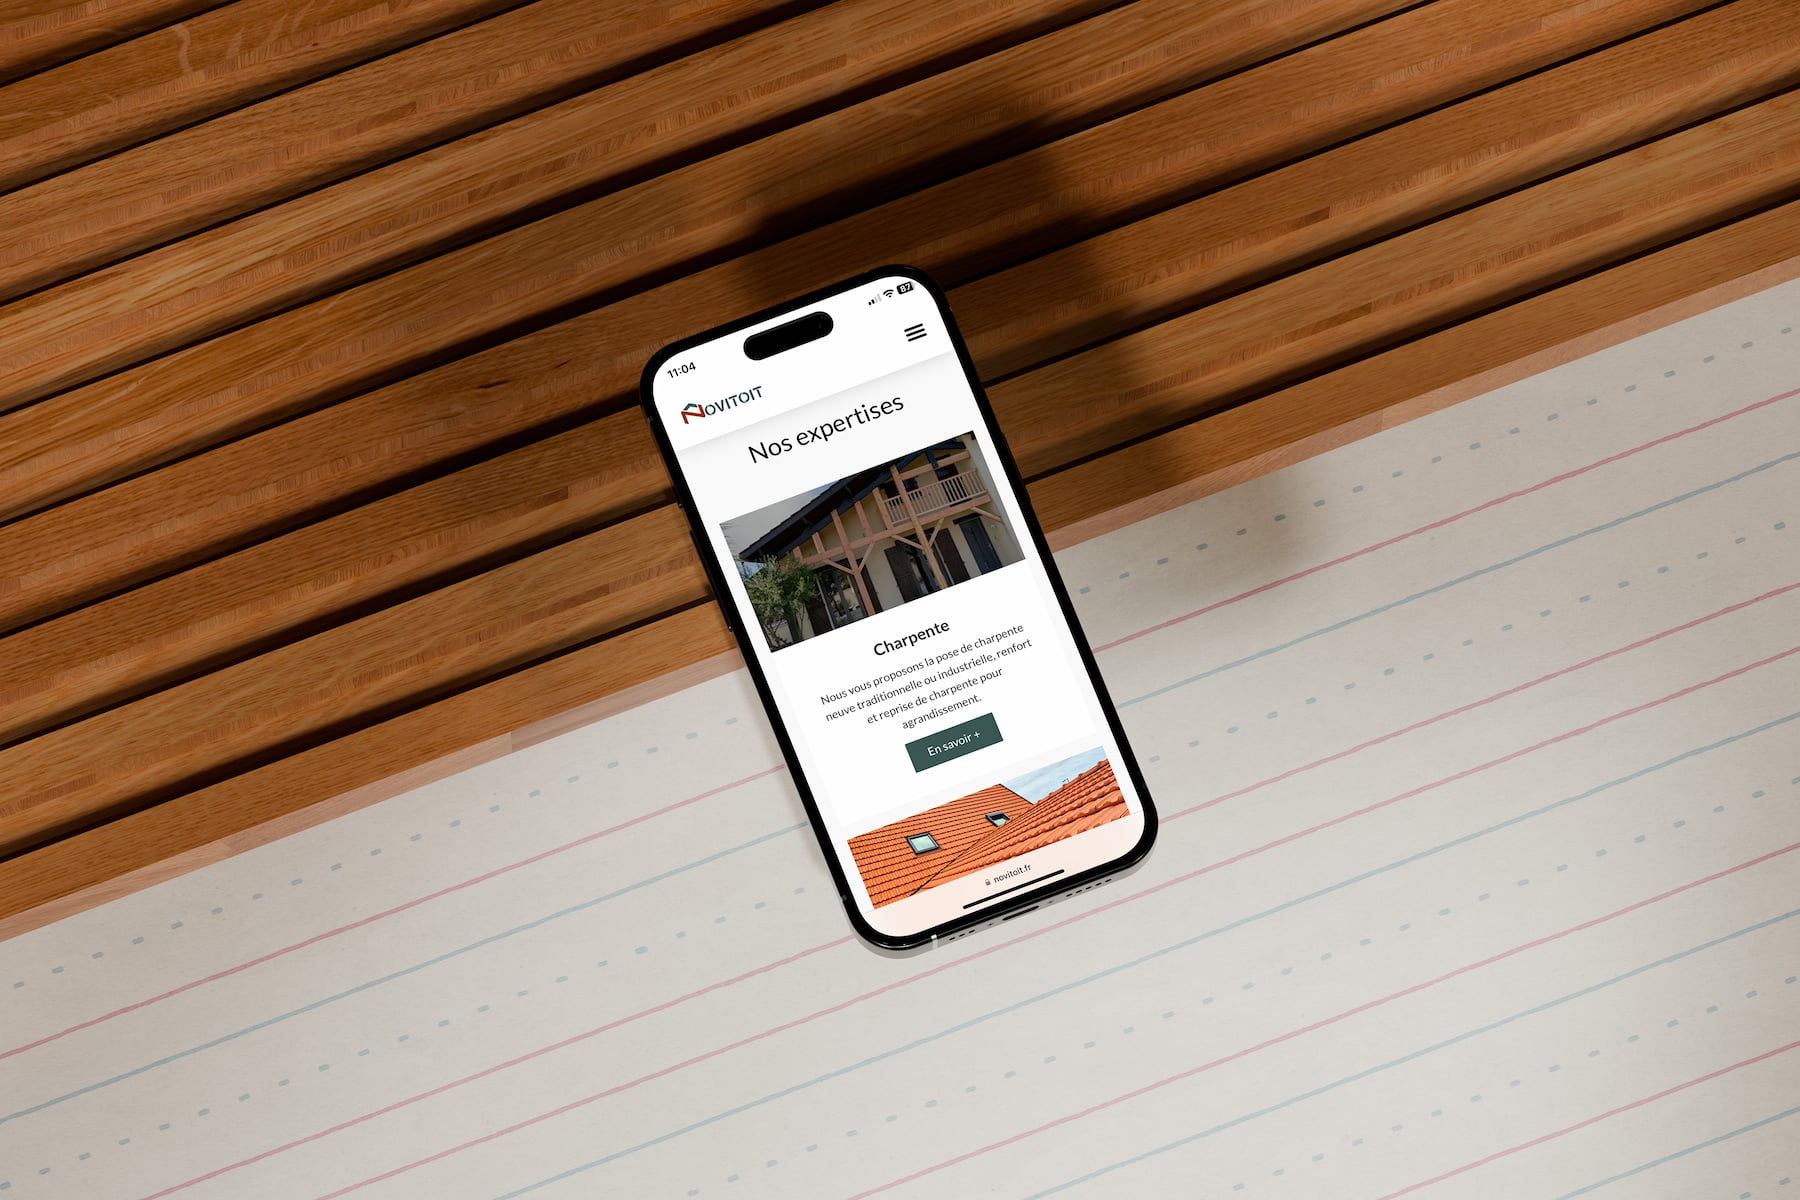 11:04
87
NOVITOIT
Nos expertises
Charpente
Nous vous proposons la pose de charpente
neuve traditionnelle ou industrielle, renfort
et reprise de charpente pour
agrandissement.
En savoir +
novitoit.fr